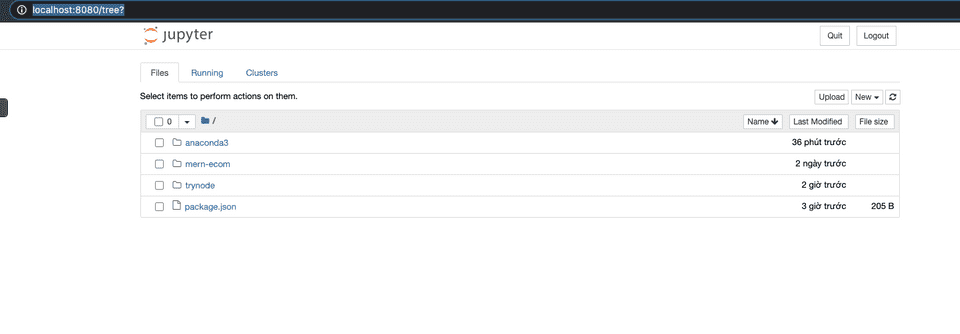 localhost:8080/tree?
jupyter Quit Logout
Files Running Clusters
Select items to perform actions on them. Upload New
0 / Name Last Modified File size
anaconda3 36 phút trước
mern-ecom 2 ngày trước
trynode 2 giờ trước
package.json 3 giờ trước 205 B